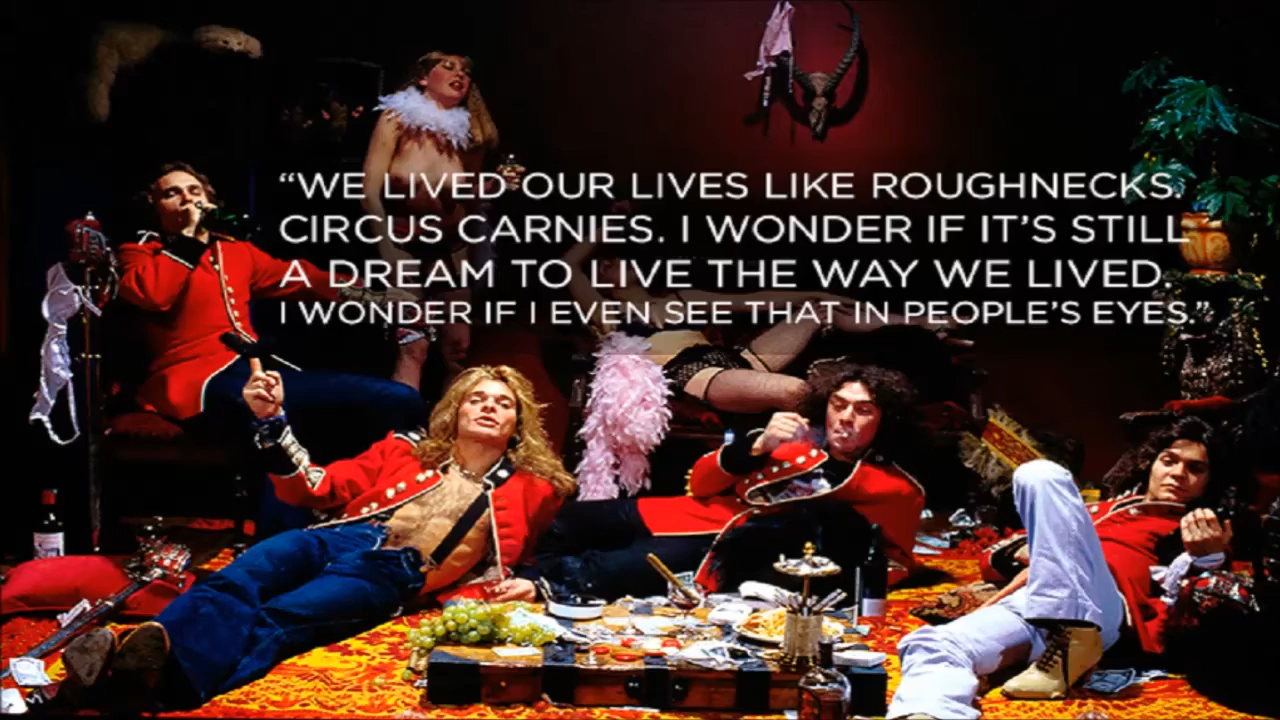 “WE LIVED OUR LIVES LIKE ROUGHNECKS.
CIRCUS CARNIES. I WONDER IF IT’S STILL
A DREAM TO LIVE THE WAY WE LIVED.
I WONDER IF I EVEN SEE THAT IN PEOPLE’S EYES.”